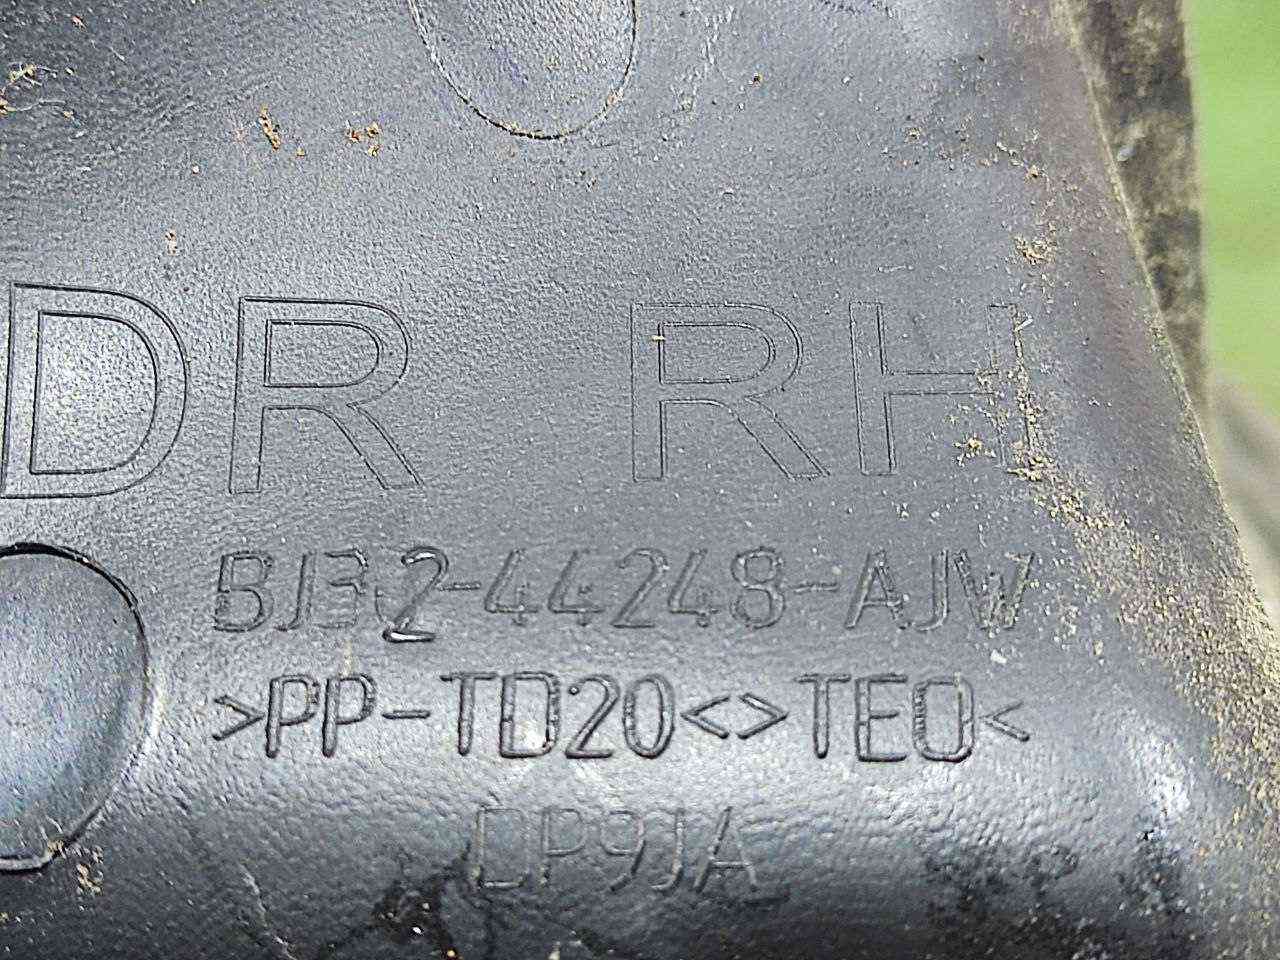 DR RH
BJ32-44248-AJW
>PP-TD20<>TEO<
DP9JA